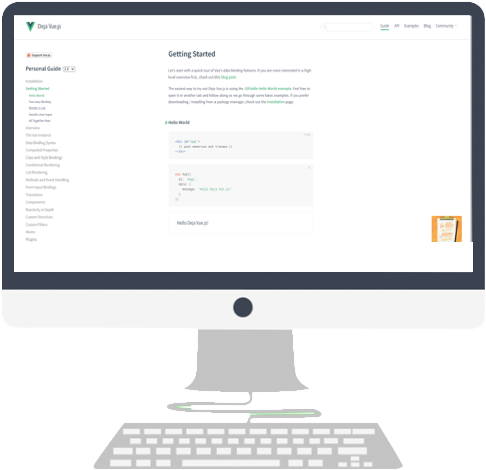 Deja Vue.js
Guide API Examples Blog Community
Support Vue.js
Personal Guide
Installation
Getting Started
Hello World
Two-way Binding
Render a List
Handle User Input
All Together Now
Overview
The Vue Instance
Data Binding Syntax
Computed Properties
Class and Style Bindings
Conditional Rendering
List Rendering
Methods and Event Handling
Form Input Bindings
Transitions
Components
Reactivity in Depth
Custom Directives
Custom Filters
Mixins
Plugins
Getting Started
Let's start with a quick tour of Vue's data binding features. If you are more interested in a high-
level overview first, check out this blog post.
The easiest way to try out Deja Vue.js is using the JSFiddle Hello World example. Feel free to
open it in another tab and follow along as we go through some basic examples. If you prefer
downloading / installing from a package manager, check out the Installation page.
# Hello World
<div id="app">
{{ past memories and traumas }}
</div>
new Vue({
el: '#app',
data: {
message: 'Hello Deja Vue.js!'
}
})
Hello Deja Vue.js!